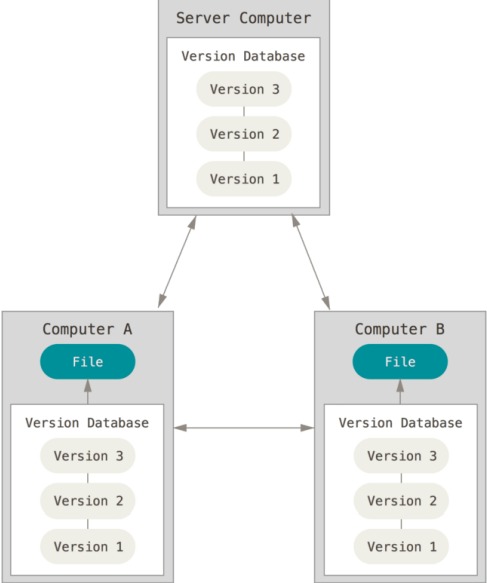 Server Computer
Version Database
Version 3
Version 2
Version 1
Computer A
File
Version Database
Version 3
Version 2
Version 1
Computer B
File
Version Database
Version 3
Version 2
Version 1